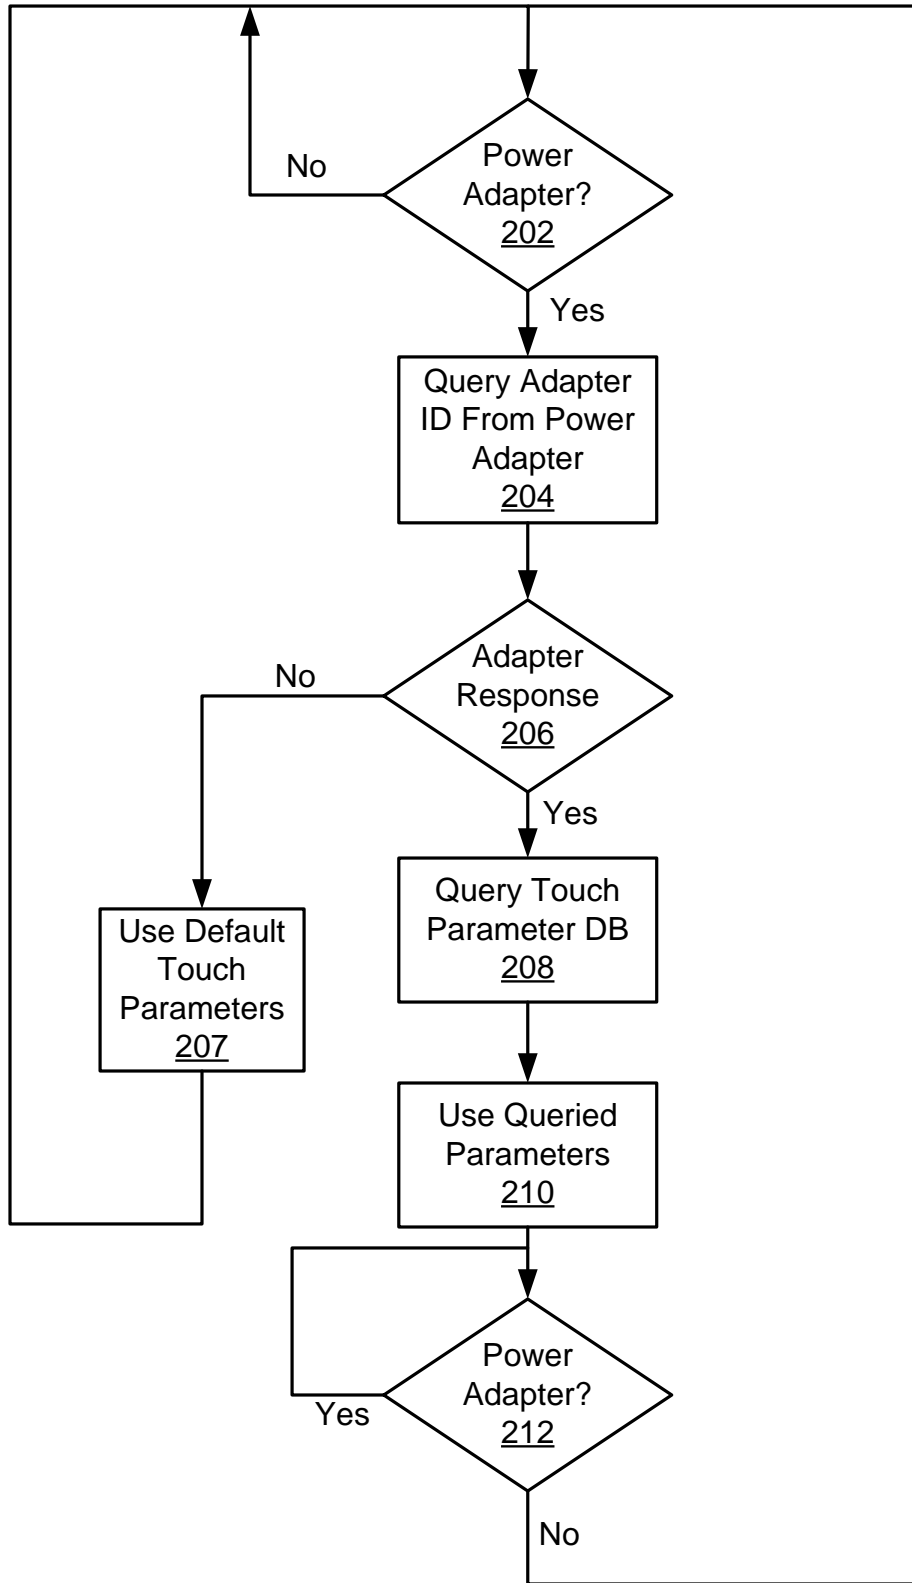 Power
Adapter?
202
No
Yes
Query Adapter
ID From Power
Adapter
204
Adapter
Response
206
No
Yes
Use Default
Touch
Parameters
207
Query Touch
Parameter DB
208
Use Queried
Parameters
210
Power
Adapter?
212
Yes
No